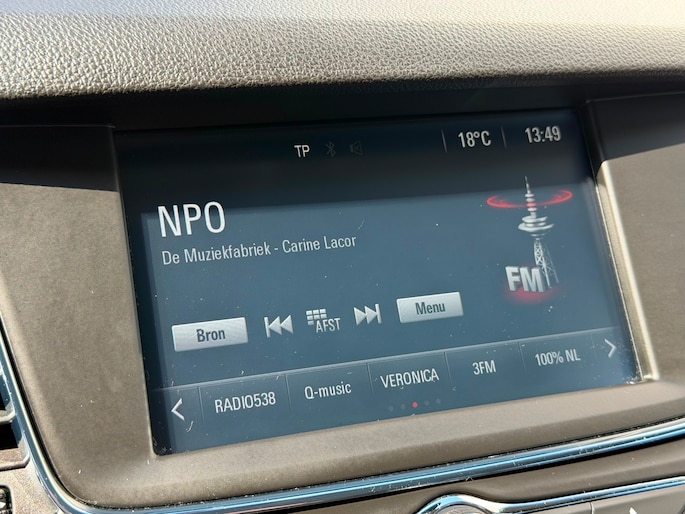 TP 18°C 13:49
NPO
De Muziekfabriek - Carine Lacor
FM
Bron AFST Menu
RADIO538 Q-music VERONICA 3FM 100% NL